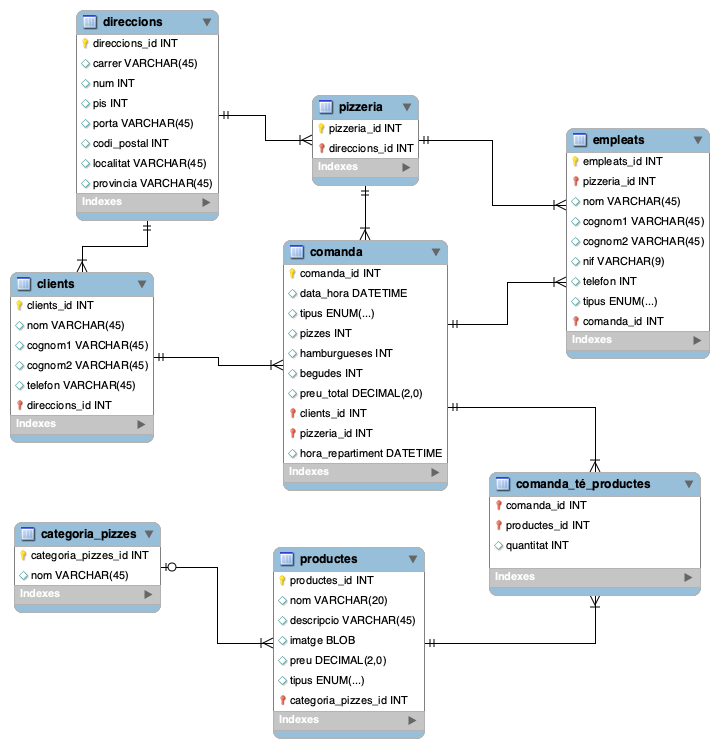 direccions
direccions_id INT
carrer VARCHAR(45)
num INT
pis INT
porta VARCHAR(45)
codi_postal INT
localitat VARCHAR(45)
provincia VARCHAR(45)
Indexes
pizzeria
pizzeria_id INT
direccions_id INT
Indexes
empleats
empleats_id INT
pizzeria_id INT
nom VARCHAR(45)
cognom1 VARCHAR(45)
cognom2 VARCHAR(45)
nif VARCHAR(9)
telefon INT
tipus ENUM(...)
comanda_id INT
Indexes
clients
clients_id INT
nom VARCHAR(45)
cognom1 VARCHAR(45)
cognom2 VARCHAR(45)
telefon VARCHAR(45)
direccions_id INT
Indexes
comanda
comanda_id INT
data_hora DATETIME
tipus ENUM(...)
pizzes INT
hamburgueses INT
begudes INT
preu_total DECIMAL(2,0)
clients_id INT
pizzeria_id INT
hora_repartiment DATETIME
Indexes
comanda_té_productes
comanda_id INT
productes_id INT
quantitat INT
Indexes
categoria_pizzes
categoria_pizzes_id INT
nom VARCHAR(45)
Indexes
productes
productes_id INT
nom VARCHAR(20)
descripcio VARCHAR(45)
imatge BLOB
preu DECIMAL(2,0)
tipus ENUM(...)
categoria_pizzes_id INT
Indexes